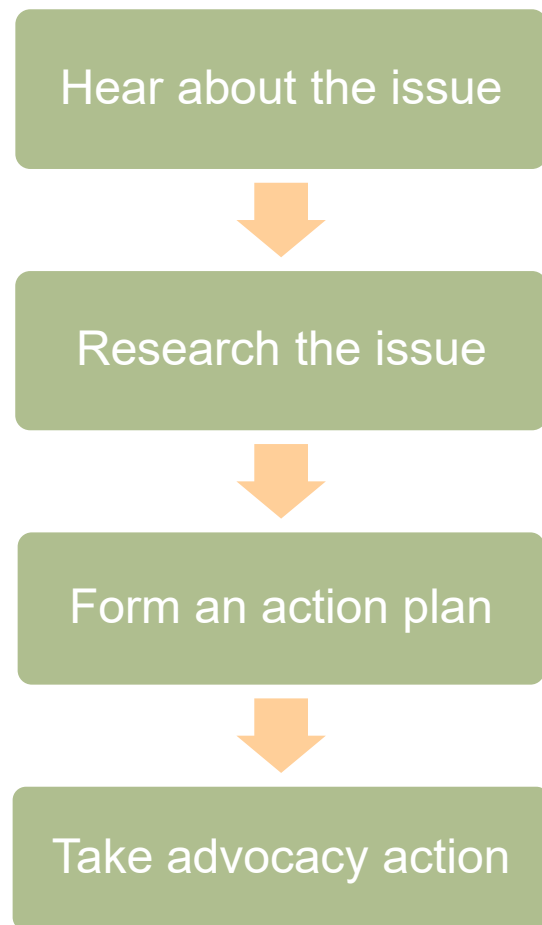 Hear about the issue
Research the issue
Form an action plan
Take advocacy action